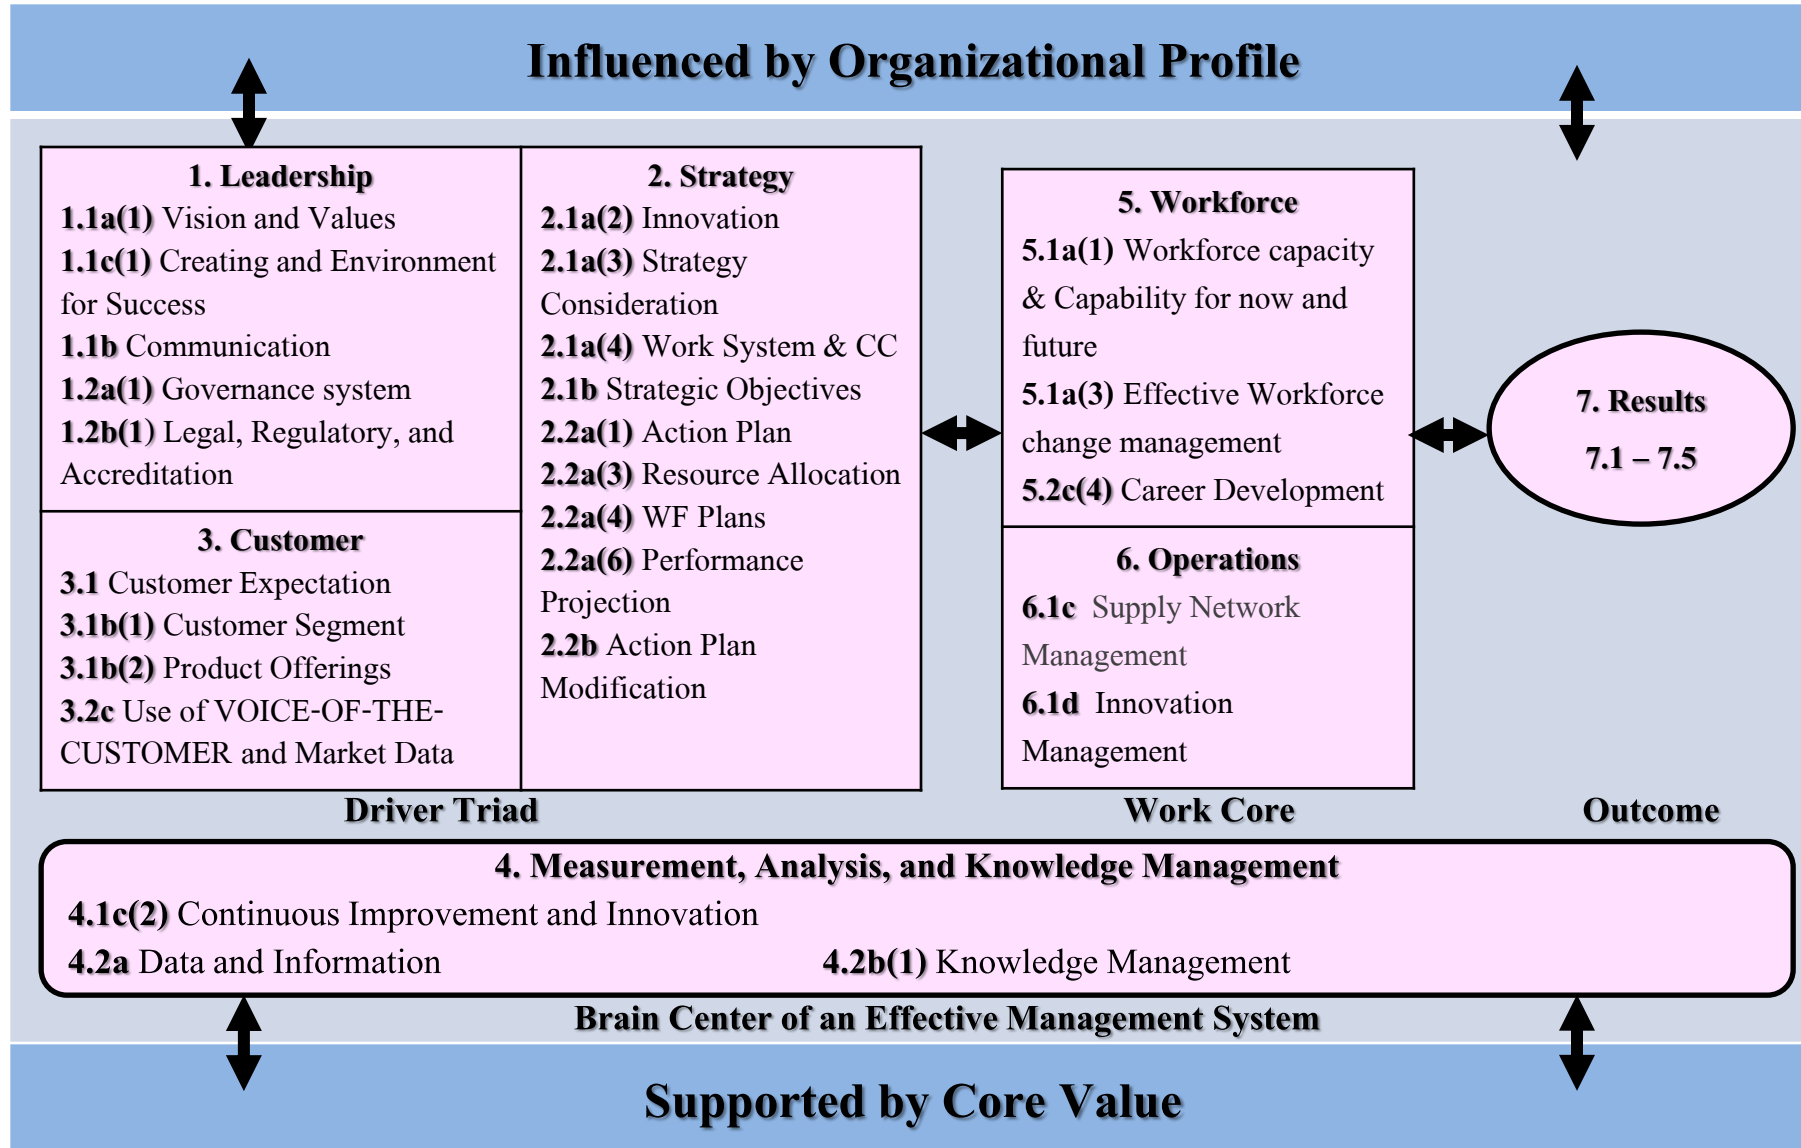 Influenced by Organizational Profile
1. Leadership
1.1a(1) Vision and Values
1.1c(1) Creating and Environment
for Success
1.1b Communication
1.2a(1) Governance system
1.2b(1) Legal, Regulatory, and
Accreditation
2. Strategy
2.1a(2) Innovation
2.1a(3) Strategy
Consideration
2.1a(4) Work System & CC
2.1b Strategic Objectives
2.2a(1) Action Plan
2.2a(3) Resource Allocation
2.2a(4) WF Plans
2.2a(6) Performance
Projection
2.2b Action Plan
Modification
3. Customer
3.1 Customer Expectation
3.1b(1) Customer Segment
3.1b(2) Product Offerings
3.2c Use of VOICE-OF-THE-
CUSTOMER and Market Data
Driver Triad
5. Workforce
5.1a(1) Workforce capacity
& Capability for now and
future
5.1a(3) Effective Workforce
change management
5.2c(4) Career Development
6. Operations
6.1c Supply Network
Management
6.1d Innovation
Management
Work Core
7. Results
7.1 – 7.5
Outcome
4. Measurement, Analysis, and Knowledge Management
4.1c(2) Continuous Improvement and Innovation
4.2a Data and Information
4.2b(1) Knowledge Management
Brain Center of an Effective Management System
Supported by Core Value